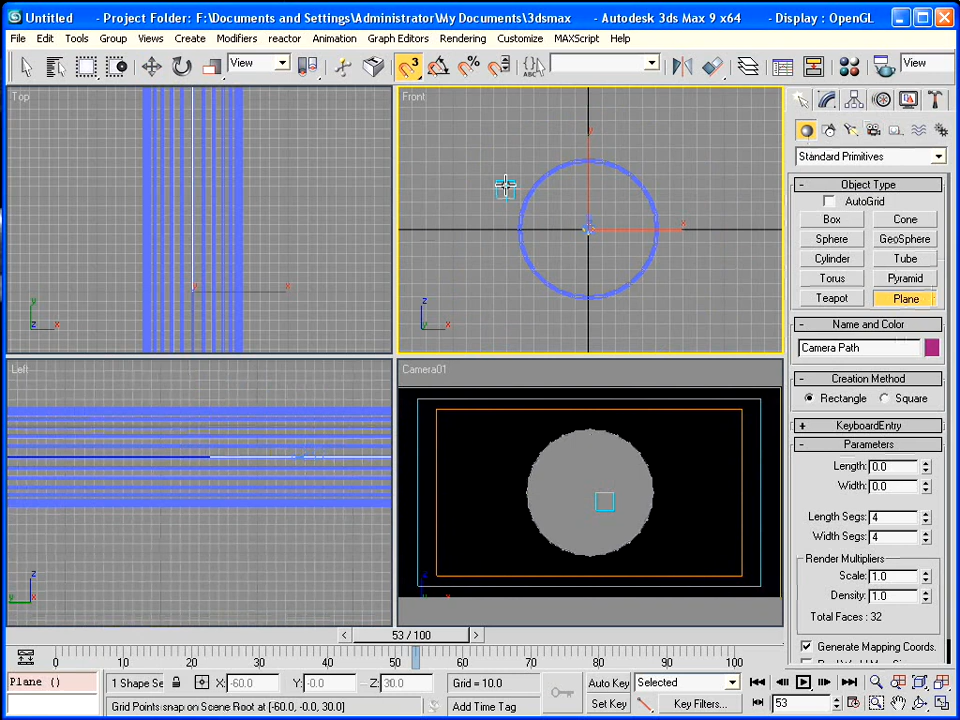 Untitled - Project Folder: F:\Documents and Settings\Administrator\My Documents\3dsmax - Autodesk 3ds Max 9 x64 - Display : OpenGL
File Edit Tools Group Views Create Modifiers reactor Animation Graph Editors Rendering Customize MAXScript Help
View 3 % ABC View
Top
Front
y
x
z
x
y
x
y
z x
z
y x
Standard Primitives
- Object Type
AutoGrid
Box Cone
Sphere GeoSphere
Cylinder Tube
Torus Pyramid
Teapot Plane
- Name and Color
Camera Path
- Creation Method
Rectangle Square
+ KeyboardEntry
- Parameters
Length: 0.0
Width: 0.0
Length Segs: 4
Width Segs: 4
Render Multipliers
Scale: 1.0
Density: 1.0
Total Faces : 32
Generate Mapping Coords.
Left
Camera01
z
y x
< 53 / 100 >
0 10 20 30 40 50 60 70 80 90 100
Plane ()
1 Shape Se X: -60.0 Y: -0.0 Z: 30.0 Grid = 10.0
Auto Key Selected
Grid Points snap on Scene Root at [-60.0, -0.0, 30.0] Add Time Tag
Set Key Key Filters... 53